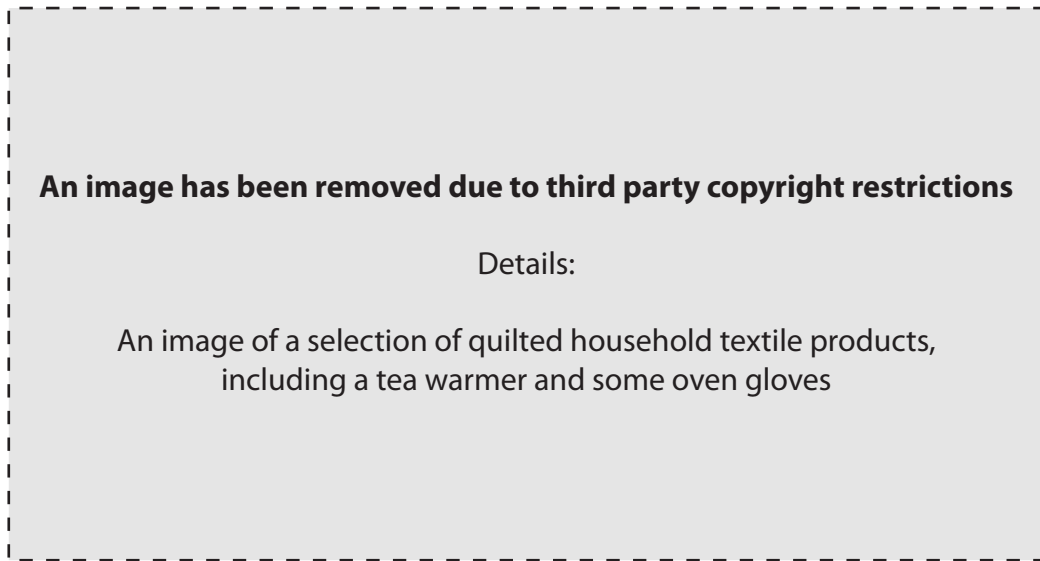 An image has been removed due to third party copyright restrictions
Details:
An image of a selection of quilted household textile products,
including a tea warmer and some oven gloves